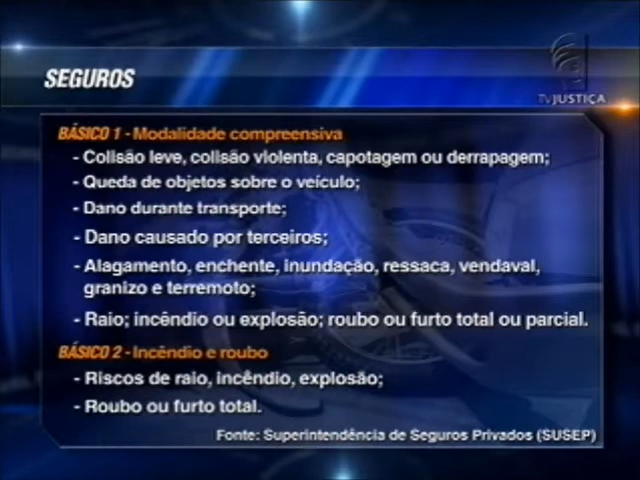 TVJUSTIÇA
SEGUROS
BÁSICO 1 - Modalidade compreensiva
- Colisão leve, colisão violenta, capotagem ou derrapagem;
- Queda de objetos sobre o veículo;
- Dano durante transporte;
- Dano causado por terceiros;
- Alagamento, enchente, inundação, ressaca, vendaval,
granizo e terremoto;
- Raio; incêndio ou explosão; roubo ou furto total ou parcial.
BÁSICO 2 - Incêndio e roubo
- Riscos de raio, incêndio, explosão;
- Roubo ou furto total.
Fonte: Superintendência de Seguros Privados (SUSEP)